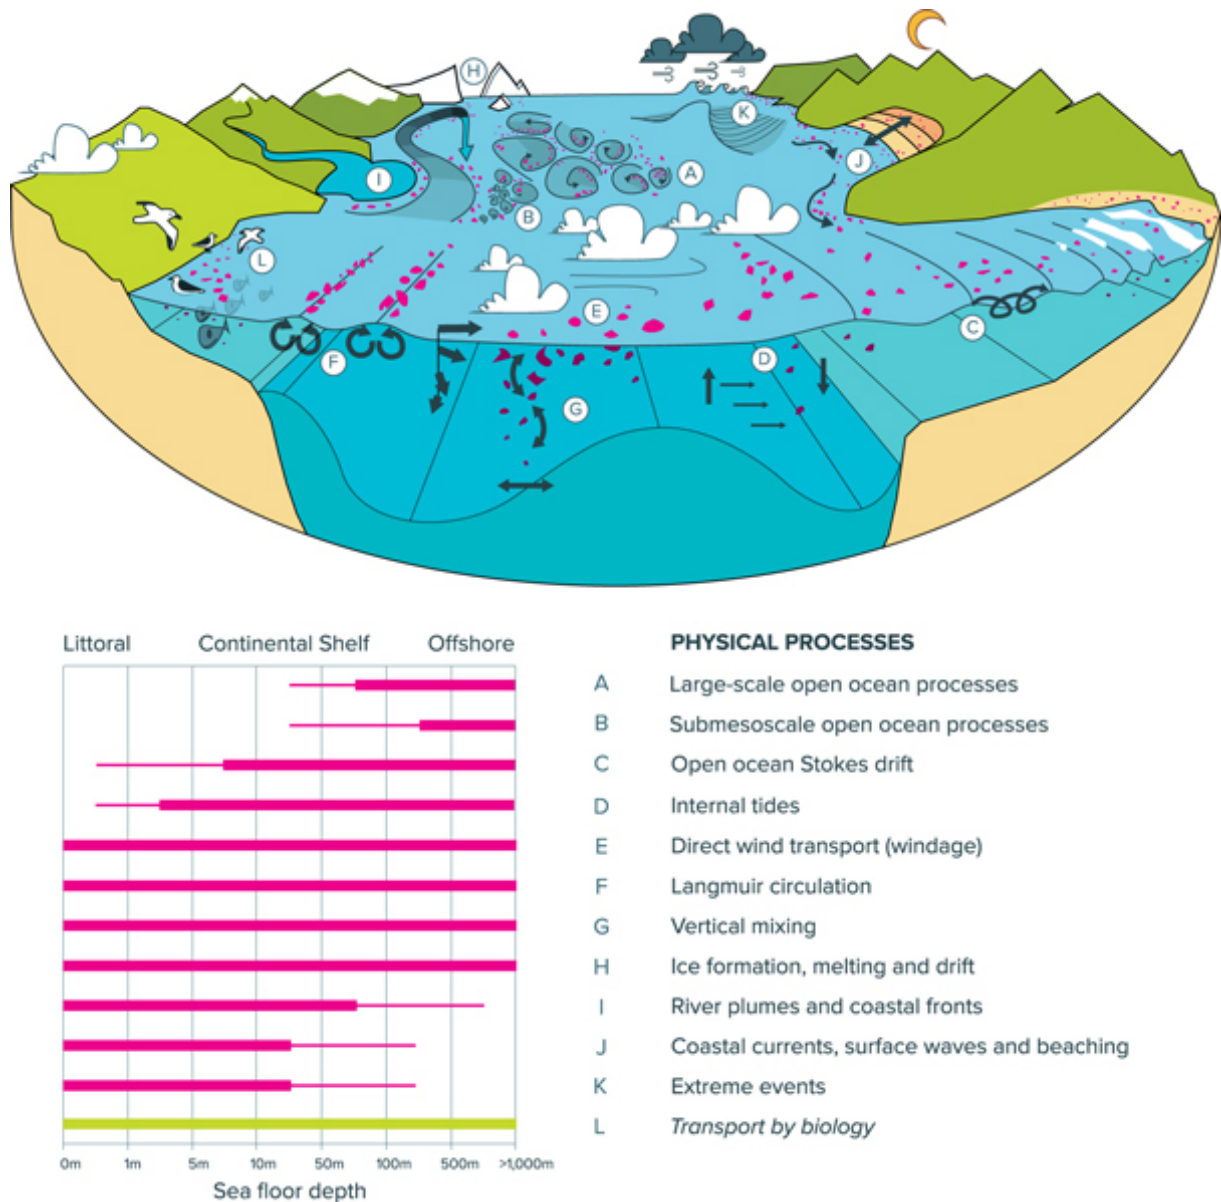 H
K
J
I
A
B
L
E
C
F
D
G
Littoral Continental Shelf Offshore
PHYSICAL PROCESSES
A Large-scale open ocean processes
B Submesoscale open ocean processes
C Open ocean Stokes drift
D Internal tides
E Direct wind transport (windage)
F Langmuir circulation
G Vertical mixing
H Ice formation, melting and drift
I River plumes and coastal fronts
J Coastal currents, surface waves and beaching
K Extreme events
L Transport by biology
0m 1m 5m 10m 50m 100m 500m >1,000m
Sea floor depth